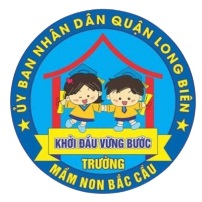 ỦY BAN NHÂN DÂN QUẬN LONG BIÊN
KHỞI ĐẦU VỮNG BƯỚC
TRƯỜNG
MẦM NON BẮC CẦU